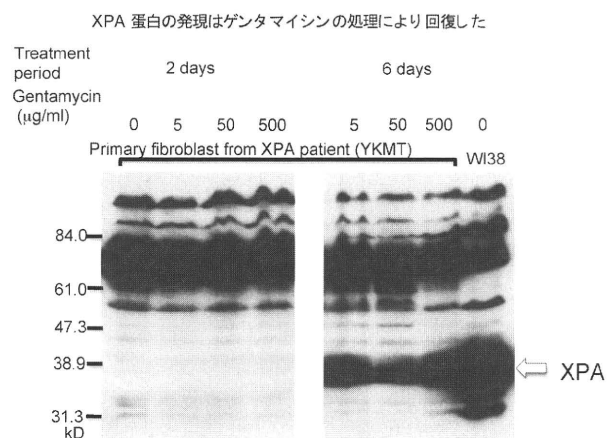 XPA 蛋白の発現はゲンタマイシンの処理により回復した
Treatment period 2 days 6 days
Gentamycin (μg/ml) 0 5 50 500 5 50 500 0
Primary fibroblast from XPA patient (YKMT) WI38
84.0
61.0
47.3
38.9
XPA
31.3
kD